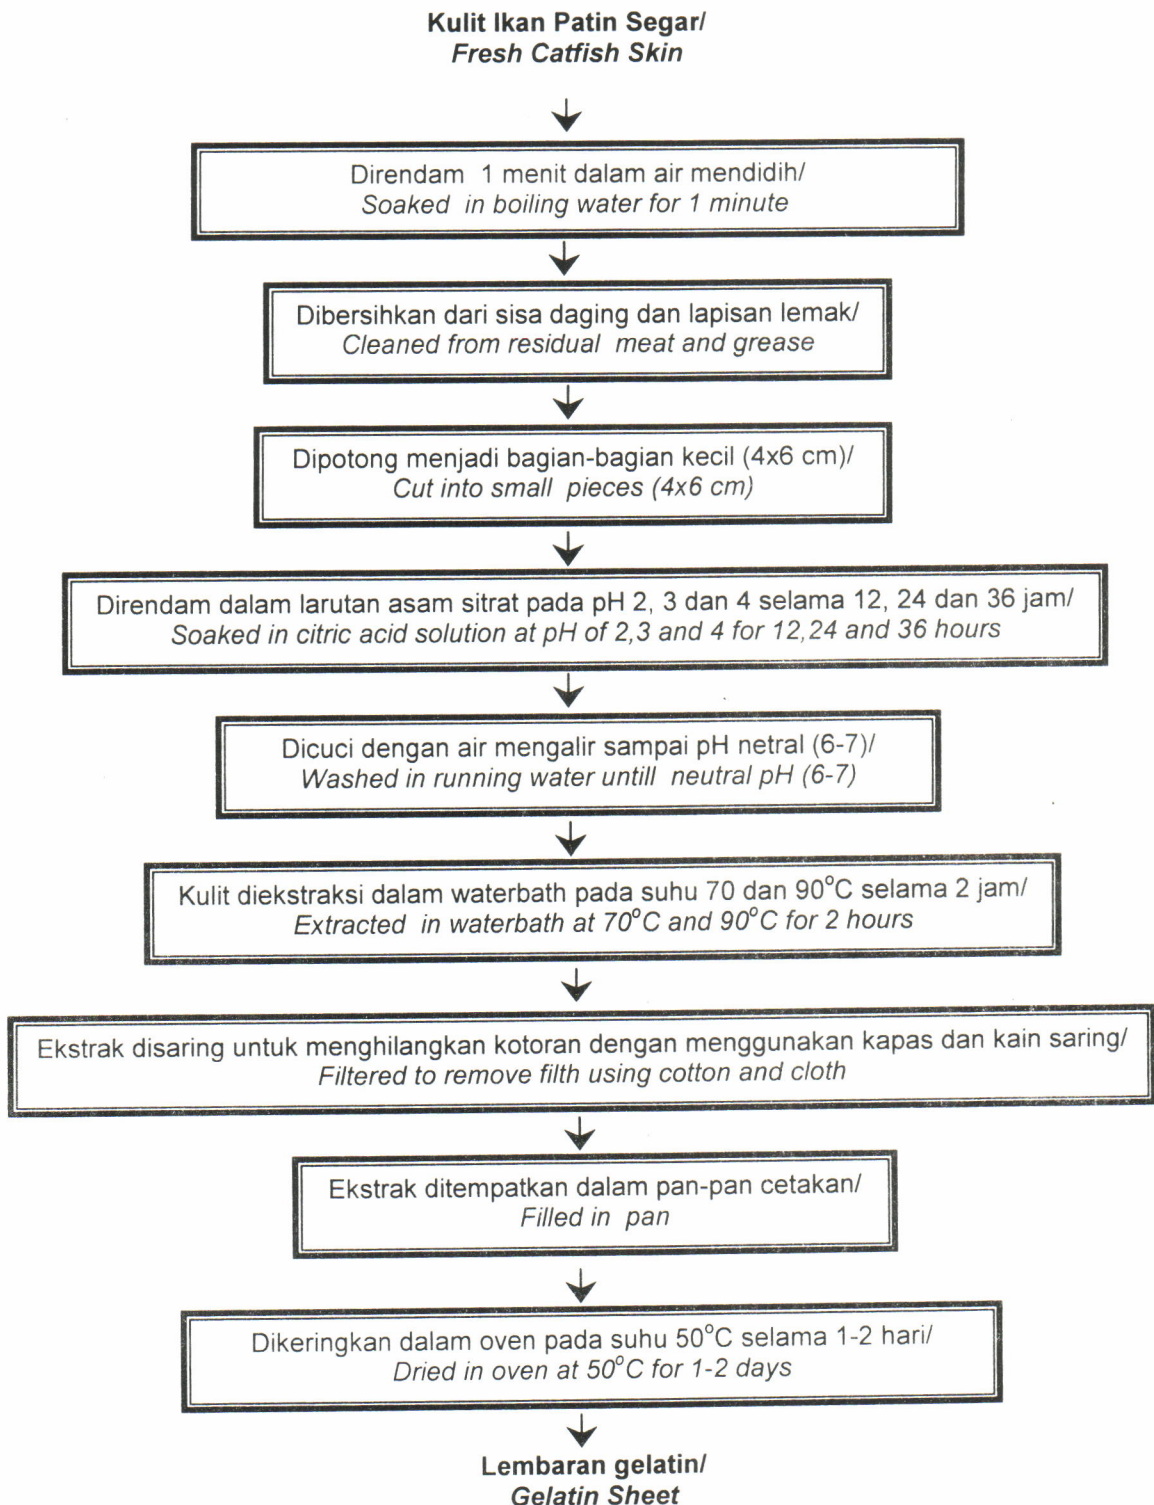 Kulit Ikan Patin Segar/
Fresh Catfish Skin
Direndam 1 menit dalam air mendidih/
Soaked in boiling water for 1 minute
Dibersihkan dari sisa daging dan lapisan lemak/
Cleaned from residual meat and grease
Dipotong menjadi bagian-bagian kecil (4x6 cm)/
Cut into small pieces (4x6 cm)
Direndam dalam larutan asam sitrat pada pH 2, 3 dan 4 selama 12, 24 dan 36 jam/
Soaked in citric acid solution at pH of 2,3 and 4 for 12,24 and 36 hours
Dicuci dengan air mengalir sampai pH netral (6-7)/
Washed in running water untill neutral pH (6-7)
Kulit diekstraksi dalam waterbath pada suhu 70 dan 90°C selama 2 jam/
Extracted in waterbath at 70°C and 90°C for 2 hours
Ekstrak disaring untuk menghilangkan kotoran dengan menggunakan kapas dan kain saring/
Filtered to remove filth using cotton and cloth
Ekstrak ditempatkan dalam pan-pan cetakan/
Filled in pan
Dikeringkan dalam oven pada suhu 50°C selama 1-2 hari/
Dried in oven at 50°C for 1-2 days
Lembaran gelatin/
Gelatin Sheet